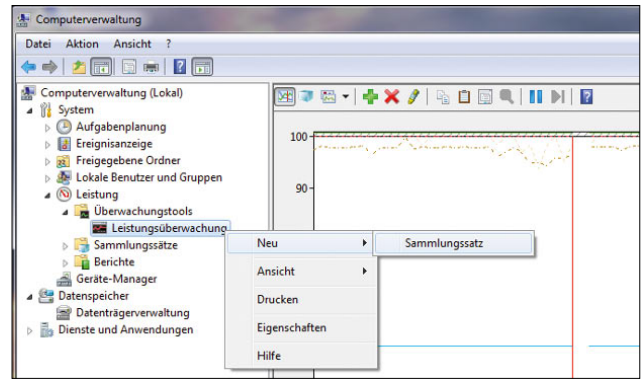 Computerverwaltung
Datei Aktion Ansicht ?
Computerverwaltung (Lokal)
System
Aufgabenplanung
Ereignisanzeige
Freigegebene Ordner
Lokale Benutzer und Gruppen
Leistung
Überwachungstools
Leistungsüberwachung
Sammlungssätze
Berichte
Geräte-Manager
Datenspeicher
Datenträgerverwaltung
Dienste und Anwendungen
100
90
Neu
Ansicht
Drucken
Eigenschaften
Hilfe
Sammlungssatz